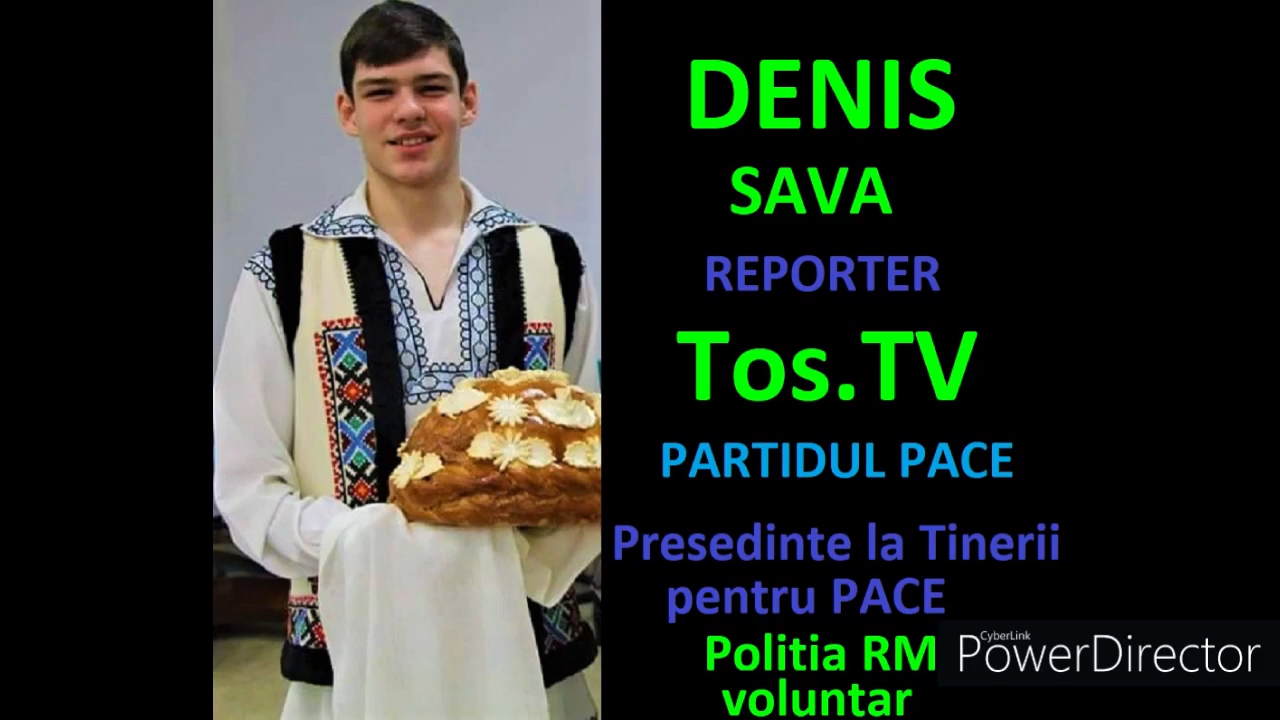 DENIS
SAVA
REPORTER
Tos.TV
PARTIDUL PACE
Presedinte la Tinerii
pentru PACE
Politia RM
voluntar
CyberLink
PowerDirector